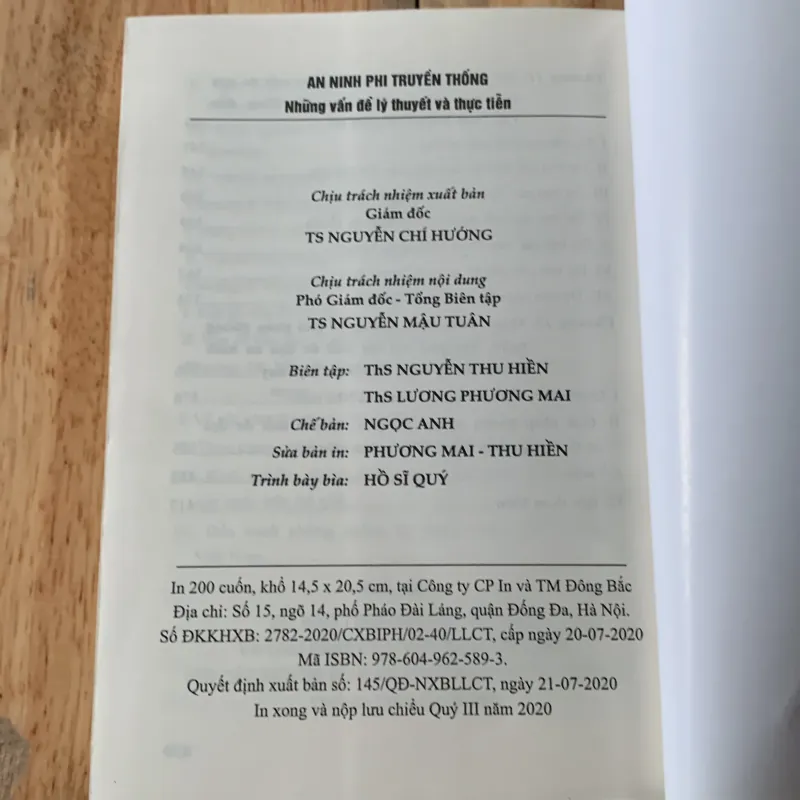 AN NINH PHI TRUYỀN THỐNG
Những vấn đề lý thuyết và thực tiễn
Chịu trách nhiệm xuất bản
Giám đốc
TS NGUYỄN CHÍ HƯỚNG
Chịu trách nhiệm nội dung
Phó Giám đốc - Tổng Biên tập
TS NGUYỄN MẬU TUÂN
Biên tập: ThS NGUYỄN THU HIỀN
ThS LƯƠNG PHƯƠNG MAI
Chế bản: NGỌC ANH
Sửa bản in: PHƯƠNG MAI - THU HIỀN
Trình bày bìa: HỒ SĨ QUÝ
In 200 cuốn, khổ 14,5 x 20,5 cm, tại Công ty CP In và TM Đông Bắc
Địa chỉ: Số 15, ngõ 14, phố Pháo Đài Láng, quận Đống Đa, Hà Nội.
Số ĐKKHXB: 2782-2020/CXBIPH/02-40/LLCT, cấp ngày 20-07-2020
Mã ISBN: 978-604-962-589-3.
Quyết định xuất bản số: 145/QĐ-NXBLLCT, ngày 21-07-2020
In xong và nộp lưu chiểu Quý III năm 2020